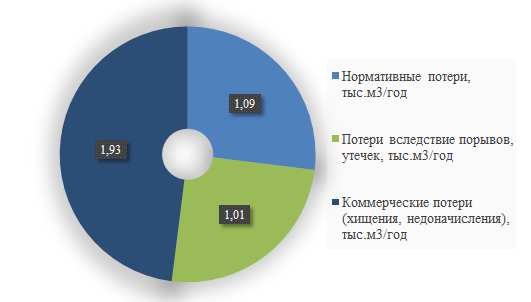 1,09
1,93
1,01
Нормативные потери,
тыс.м3/год
Потери вследствие порывов,
утечек, тыс.м3/год
Коммерческие потери
(хищения, недоначисления),
тыс.м3/год